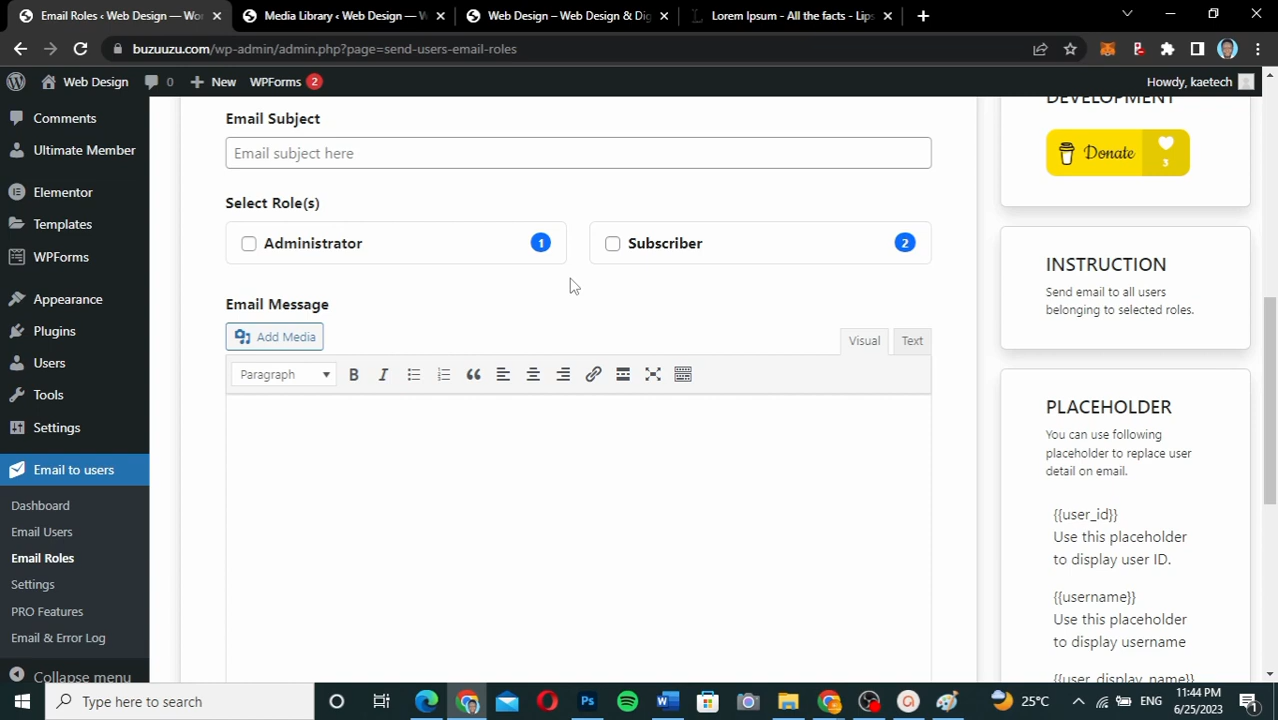 Email Roles ‹ Web Design — Wor
Media Library ‹ Web Design — W
Web Design – Web Design & Dig
Lorem Ipsum - All the facts - Lips
buzuuzu.com/wp-admin/admin.php?page=send-users-email-roles
Web Design
0
New
WPForms
2
Howdy, kaetech
Comments
Ultimate Member
Elementor
Templates
WPForms
Appearance
Plugins
Users
Tools
Settings
Email to users
Dashboard
Email Users
Email Roles
Settings
PRO Features
Email & Error Log
Collapse menu
Email Subject
Email subject here
Select Role(s)
Administrator
1
Subscriber
2
Email Message
Add Media
Visual
Text
Paragraph
B
I
DEVELOPMENT
Donate
3
INSTRUCTION
Send email to all users
belonging to selected roles.
PLACEHOLDER
You can use following
placeholder to replace user
detail on email.
{{user_id}}
Use this placeholder
to display user ID.
{{username}}
Use this placeholder
to display username
{{user_display_name}}
Type here to search
Ps
25°C
ENG
11:44 PM
6/25/2023
1